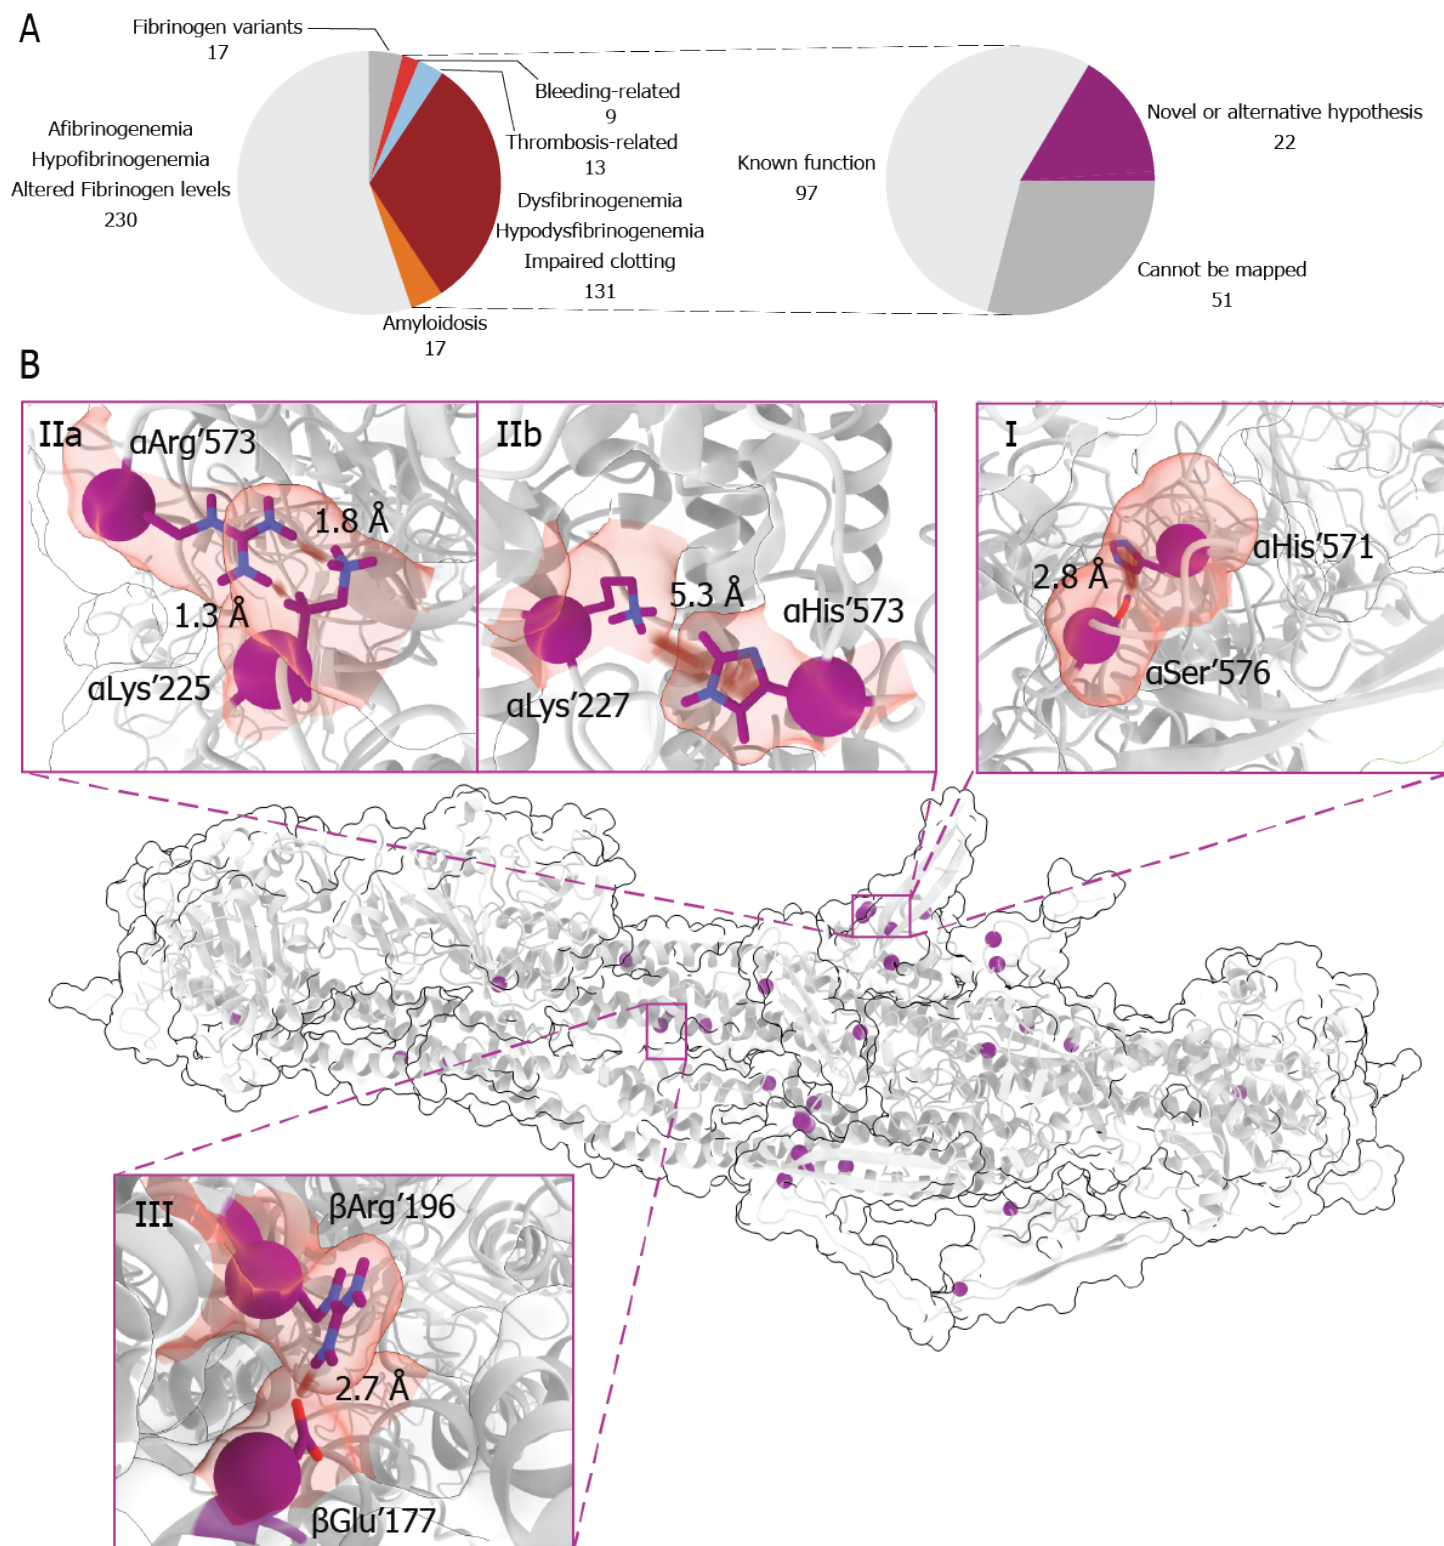 A
Fibrinogen variants
17
Bleeding-related
9
Thrombosis-related
13
Afibrinogenemia
Hypofibrinogenemia
Altered Fibrinogen levels
230
Dysfibrinogenemia
Hypodysfibrinogenemia
Impaired clotting
131
Amyloidosis
17
Known function
97
Novel or alternative hypothesis
22
Cannot be mapped
51
B
IIa
αArg′573
1.8 Å
1.3 Å
αLys′225
IIb
5.3 Å
αHis′573
αLys′227
I
αHis′571
2.8 Å
αSer′576
III
βArg′196
2.7 Å
βGlu′177